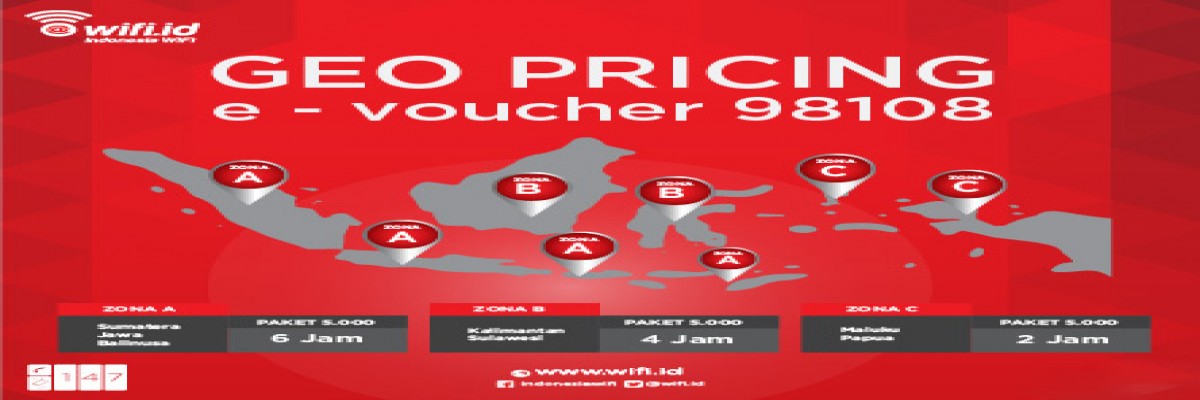 @wifi.id
Indonesia WIFI
GEO PRICING
e - voucher 98108
ZONA
A
ZONA
B
ZONA
B
ZONA
C
ZONA
C
ZONA
A
ZONA
A
ZONA
A
ZONA A
Sumatera
Jawa
Balinusa
PAKET 5.000
6 Jam
ZONA B
Kalimantan
Sulawesi
PAKET 5.000
4 Jam
ZONA C
Maluku
Papua
PAKET 5.000
2 Jam
147
www.wifi.id
indonesiawifi @wifi.id